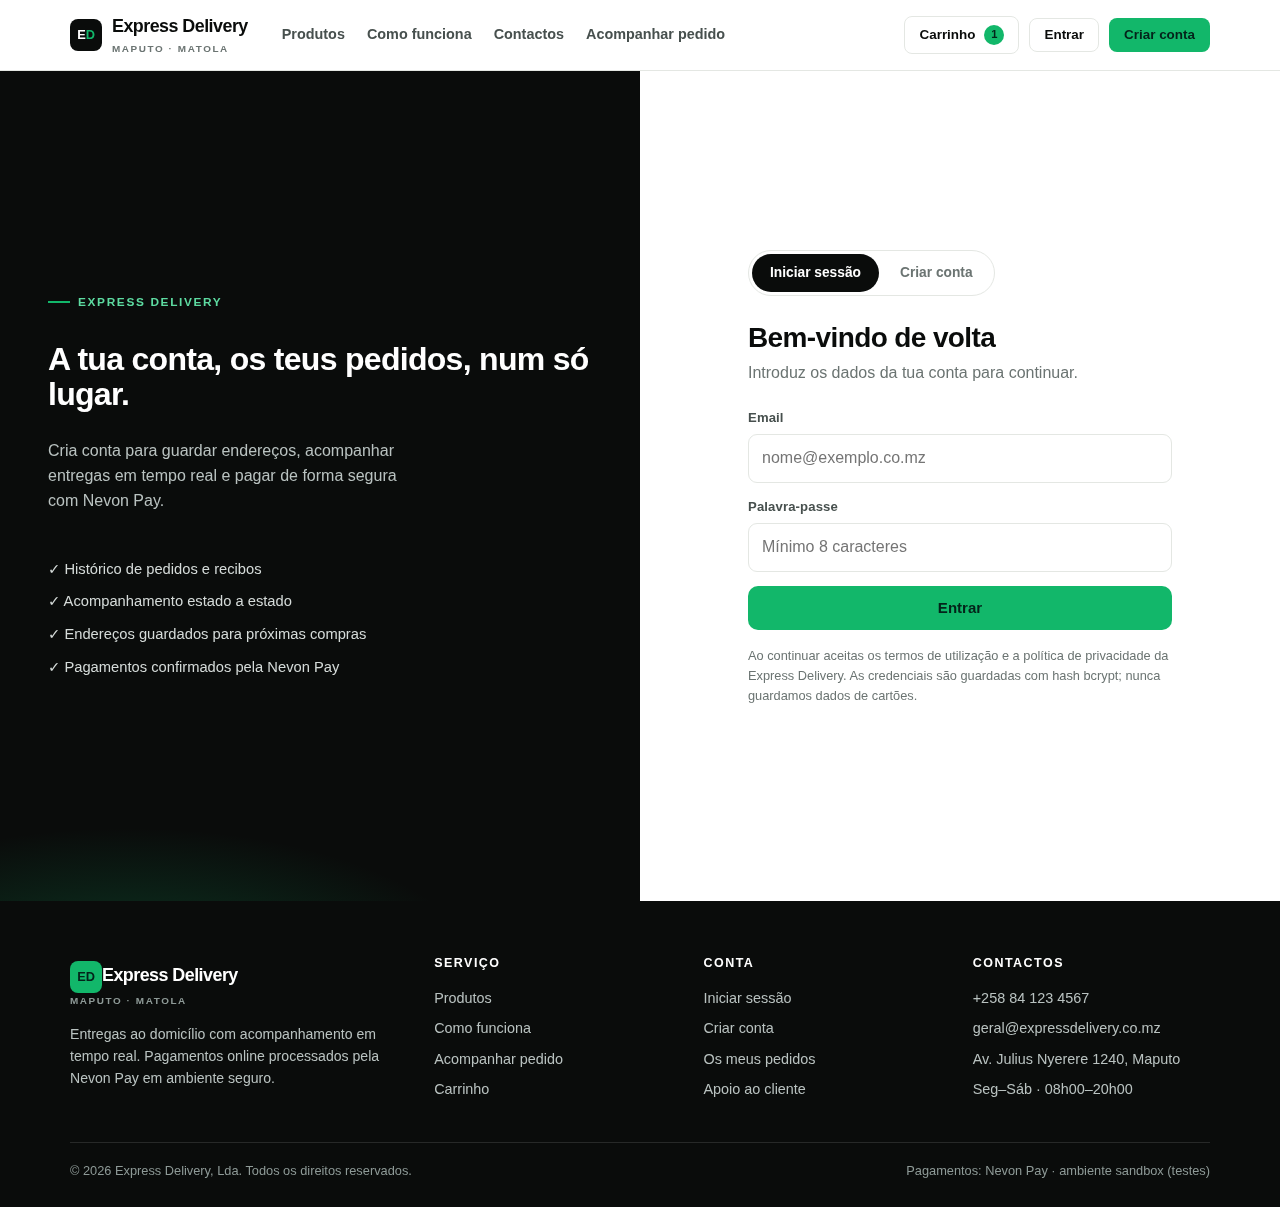 ED Express Delivery
MAPUTO · MATOLA
Produtos Como funciona Contactos Acompanhar pedido
Carrinho 1 Entrar Criar conta
EXPRESS DELIVERY
A tua conta, os teus pedidos, num só
lugar.
Cria conta para guardar endereços, acompanhar
entregas em tempo real e pagar de forma segura
com Nevon Pay.
✓ Histórico de pedidos e recibos
✓ Acompanhamento estado a estado
✓ Endereços guardados para próximas compras
✓ Pagamentos confirmados pela Nevon Pay
Iniciar sessão Criar conta
Bem-vindo de volta
Introduz os dados da tua conta para continuar.
Email
nome@exemplo.co.mz
Palavra-passe
Mínimo 8 caracteres
Entrar
Ao continuar aceitas os termos de utilização e a política de privacidade da
Express Delivery. As credenciais são guardadas com hash bcrypt; nunca
guardamos dados de cartões.
ED Express Delivery
MAPUTO · MATOLA
Entregas ao domicílio com acompanhamento em
tempo real. Pagamentos online processados pela
Nevon Pay em ambiente seguro.
SERVIÇO
Produtos
Como funciona
Acompanhar pedido
Carrinho
CONTA
Iniciar sessão
Criar conta
Os meus pedidos
Apoio ao cliente
CONTACTOS
+258 84 123 4567
geral@expressdelivery.co.mz
Av. Julius Nyerere 1240, Maputo
Seg–Sáb · 08h00–20h00
© 2026 Express Delivery, Lda. Todos os direitos reservados.
Pagamentos: Nevon Pay · ambiente sandbox (testes)